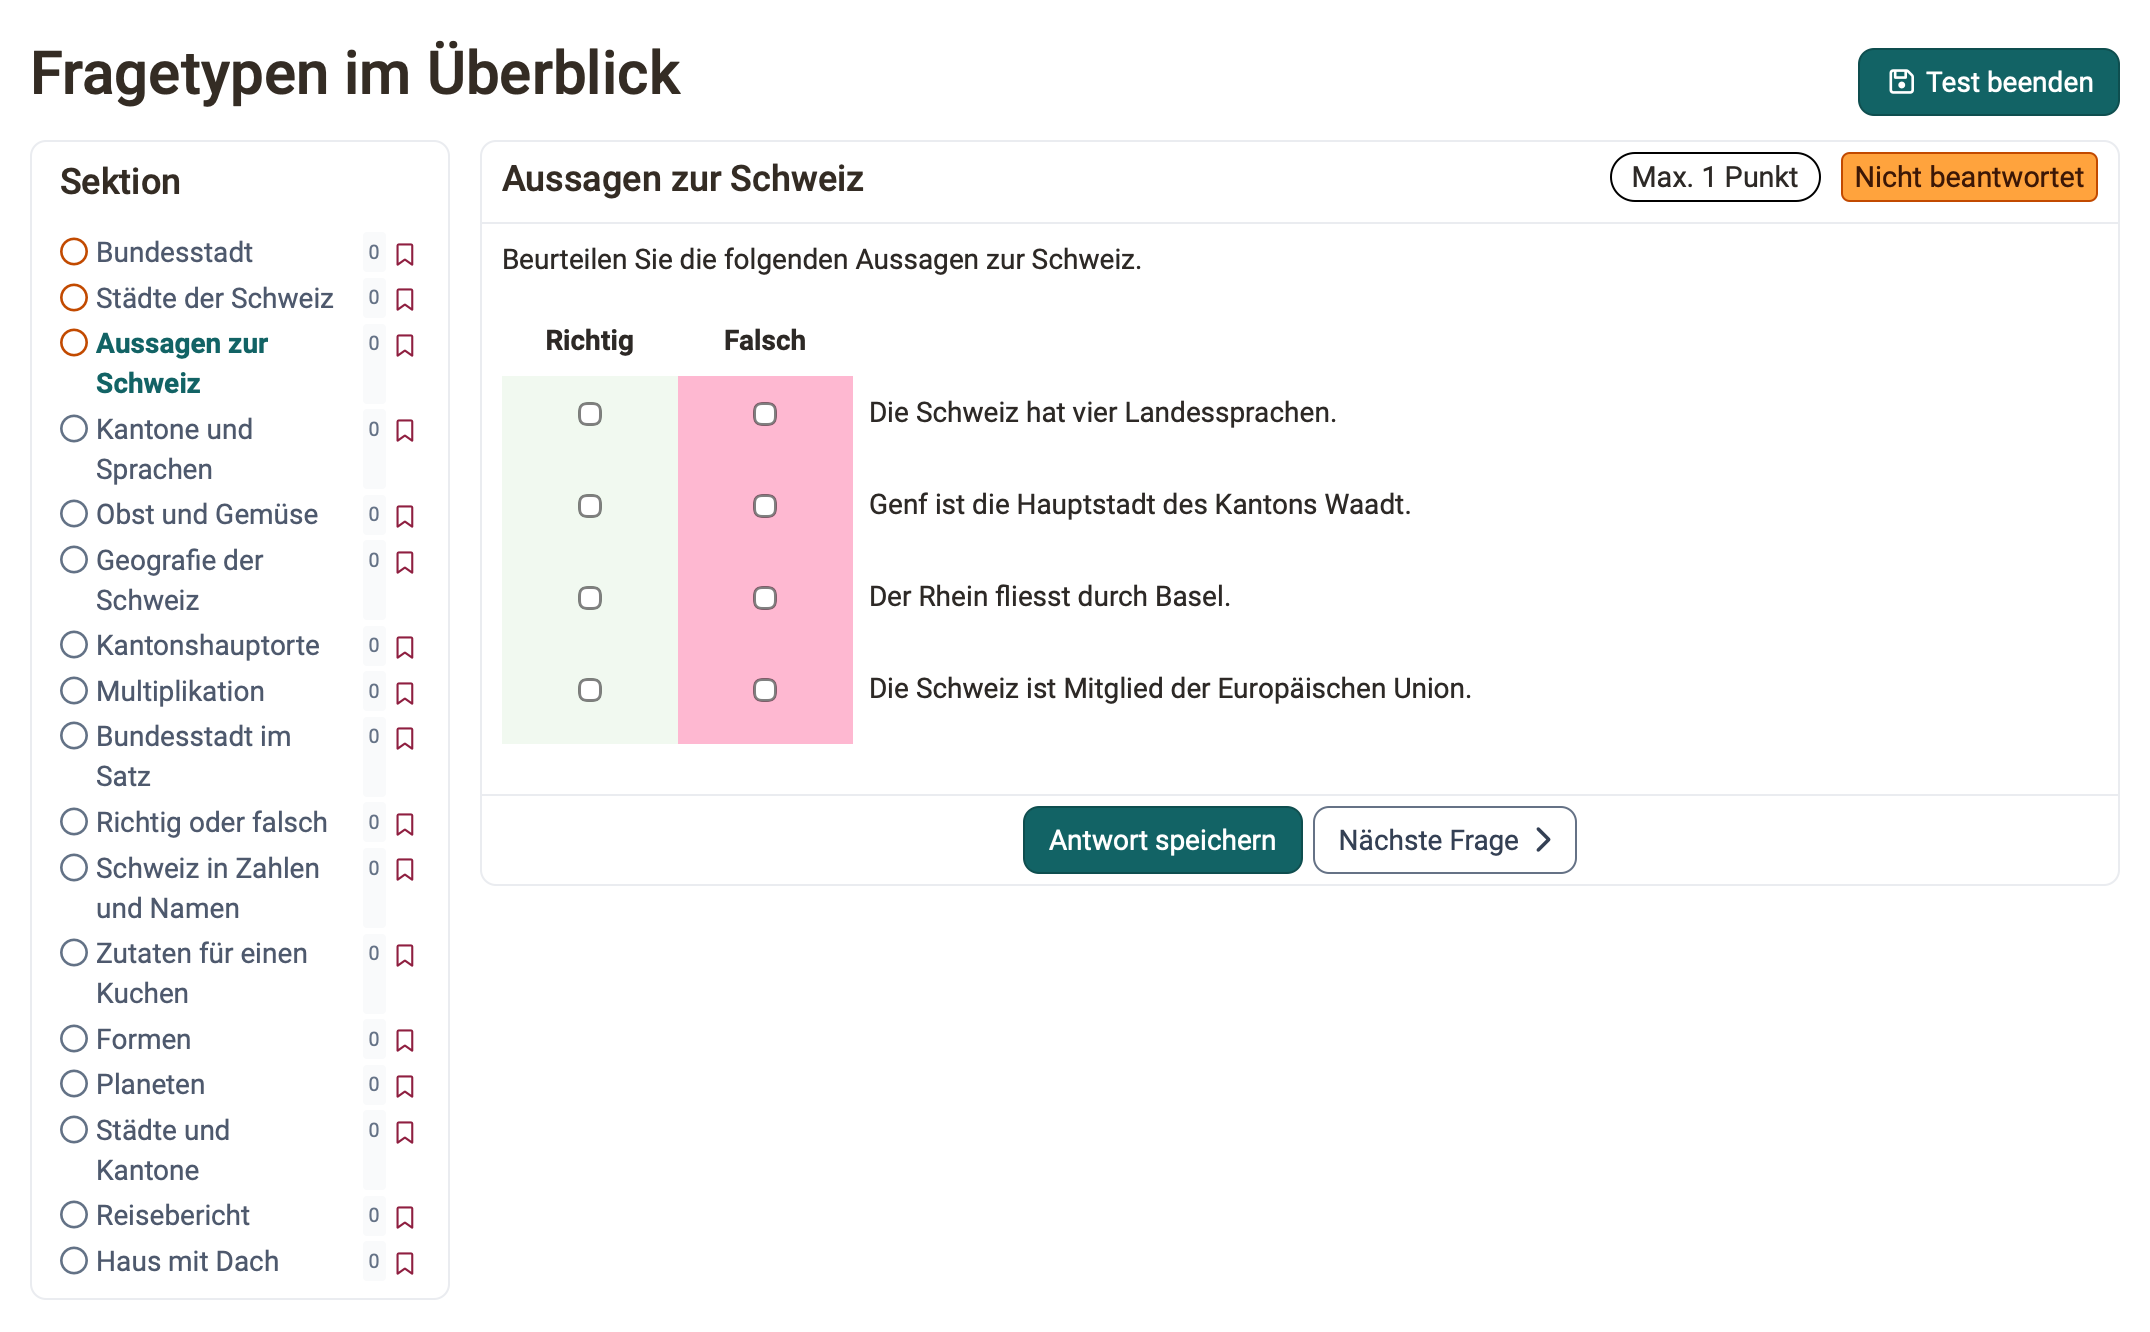 Fragetypen im Überblick
Test beenden
Sektion
Bundesstadt 0
Städte der Schweiz 0
Aussagen zur 0
Schweiz
Kantone und 0
Sprachen
Obst und Gemüse 0
Geografie der 0
Schweiz
Kantonshauptorte 0
Multiplikation 0
Bundesstadt im 0
Satz
Richtig oder falsch 0
Schweiz in Zahlen 0
und Namen
Zutaten für einen 0
Kuchen
Formen 0
Planeten 0
Städte und 0
Kantone
Reisebericht 0
Haus mit Dach 0
Aussagen zur Schweiz
Max. 1 Punkt
Nicht beantwortet
Beurteilen Sie die folgenden Aussagen zur Schweiz.
Richtig Falsch
Die Schweiz hat vier Landessprachen.
Genf ist die Hauptstadt des Kantons Waadt.
Der Rhein fliesst durch Basel.
Die Schweiz ist Mitglied der Europäischen Union.
Antwort speichern
Nächste Frage